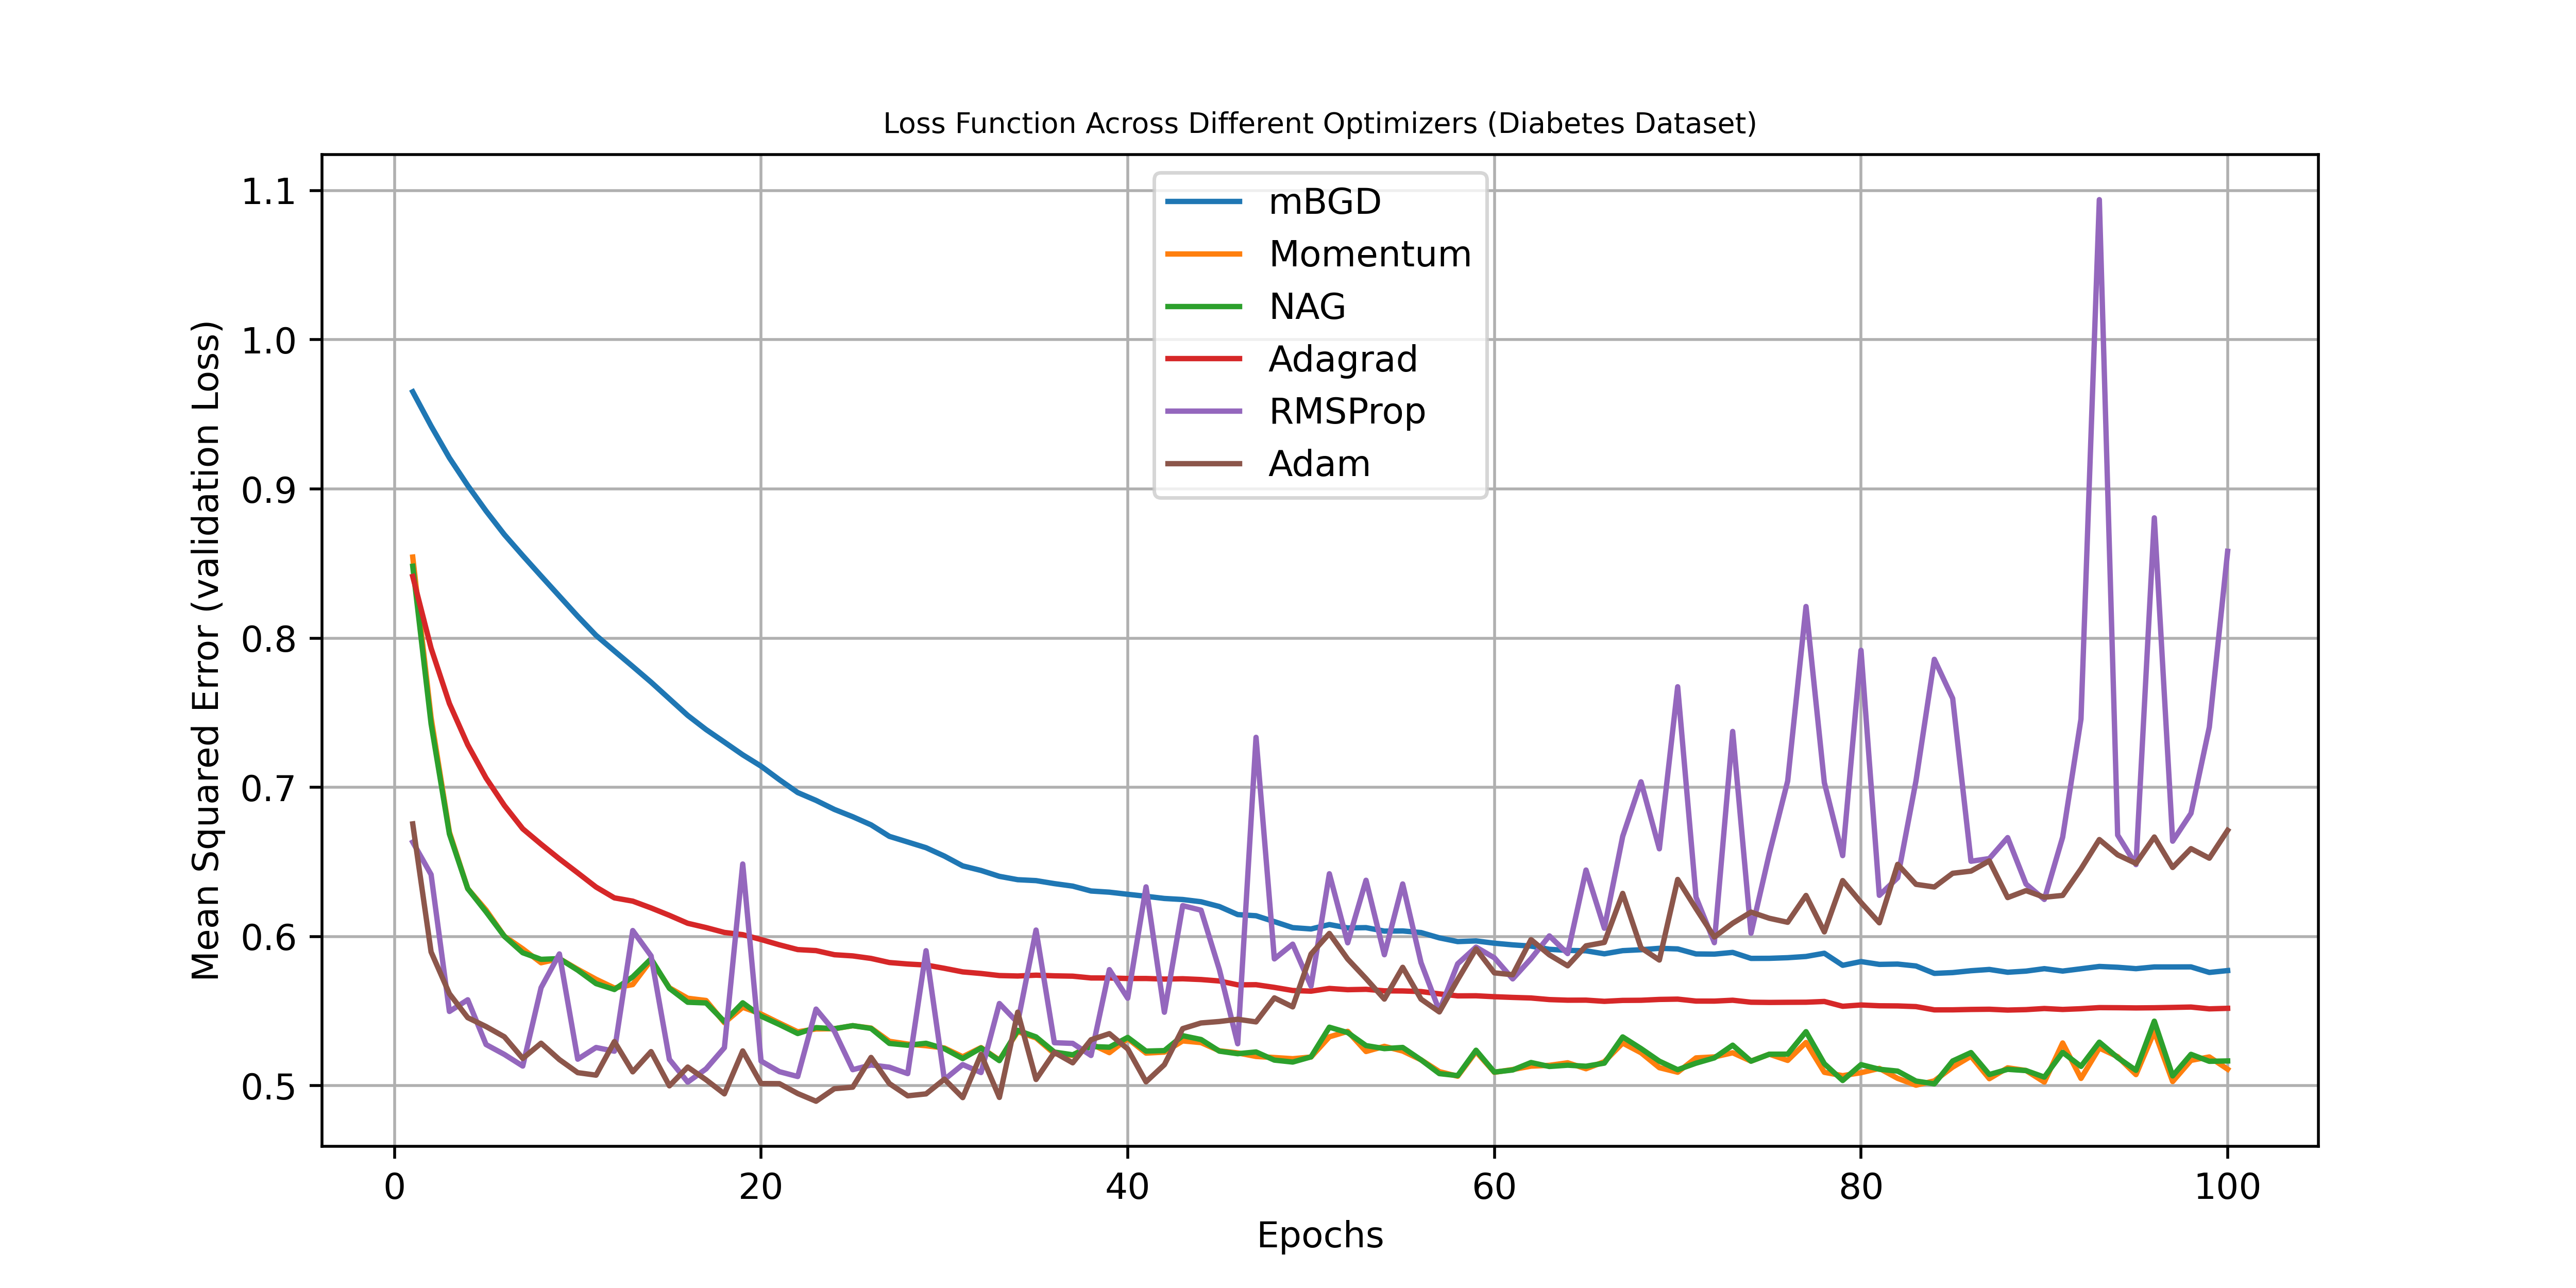 Loss Function Across Different Optimizers (Diabetes Dataset)
Mean Squared Error (validation Loss)
1.1
1.0
0.9
0.8
0.7
0.6
0.5
mBGD
Momentum
NAG
Adagrad
RMSProp
Adam
0 20 40 60 80 100
Epochs